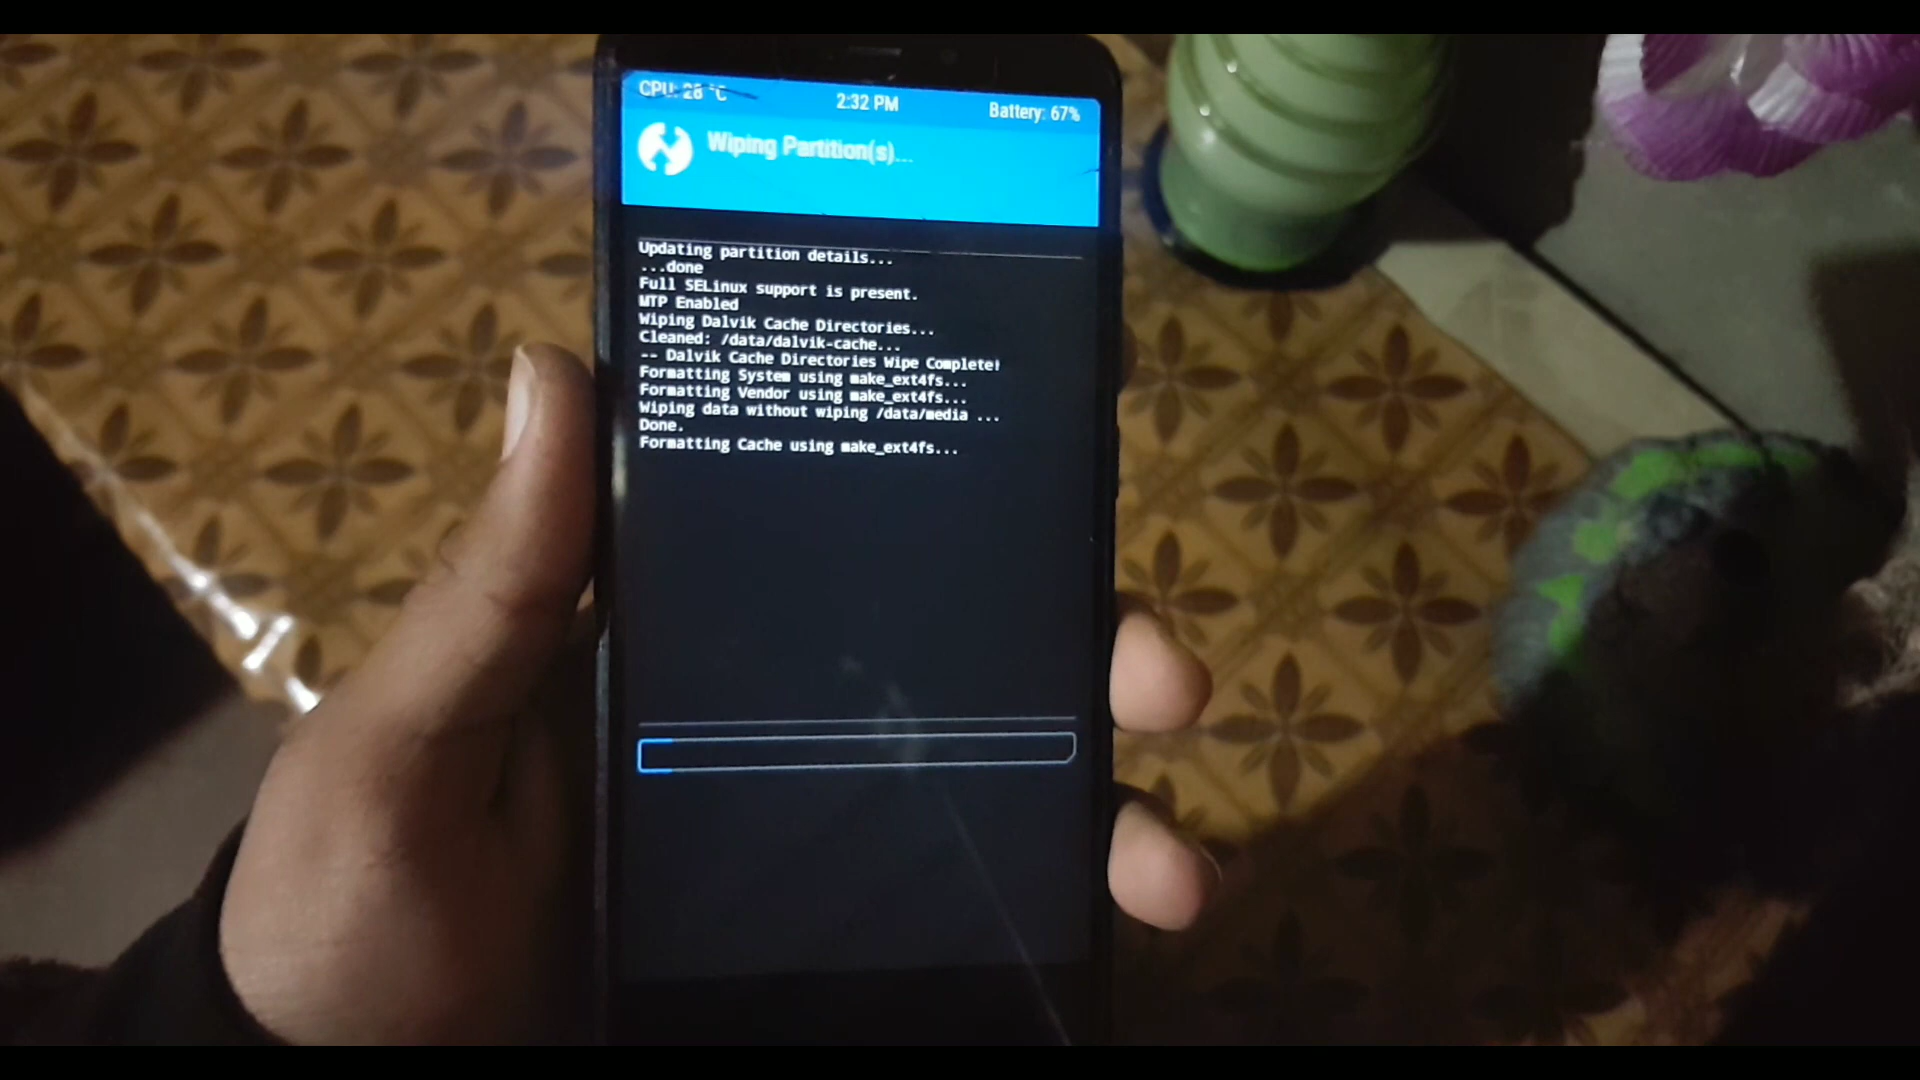 CPU: 28 °C
2:32 PM
Battery: 67%
Wiping Partition(s)...
Updating partition details...
...done
Full SELinux support is present.
MTP Enabled
Wiping Dalvik Cache Directories...
Cleaned: /data/dalvik-cache...
-- Dalvik Cache Directories Wipe Complete!
Formatting System using make_ext4fs...
Formatting Vendor using make_ext4fs...
Wiping data without wiping /data/media ...
Done.
Formatting Cache using make_ext4fs...